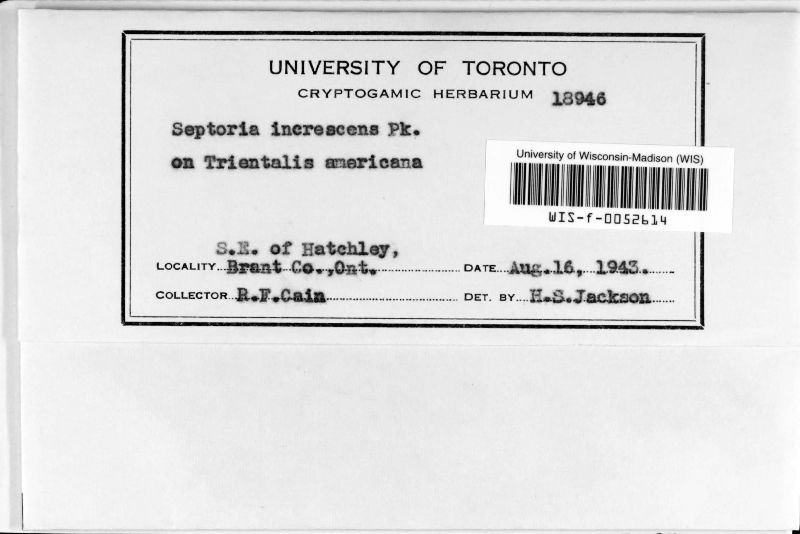 UNIVERSITY OF TORONTO
CRYPTOGAMIC HERBARIUM 18946
Septoria increscens Pk.
on Trientalis americana
University of Wisconsin-Madison (WIS)
WIS-f-0052614
S.E. of Hatchley,
LOCALITY Brant Co.,Ont. DATE Aug. 16, 1943.
COLLECTOR R.F.Cain DET. BY H.S.Jackson